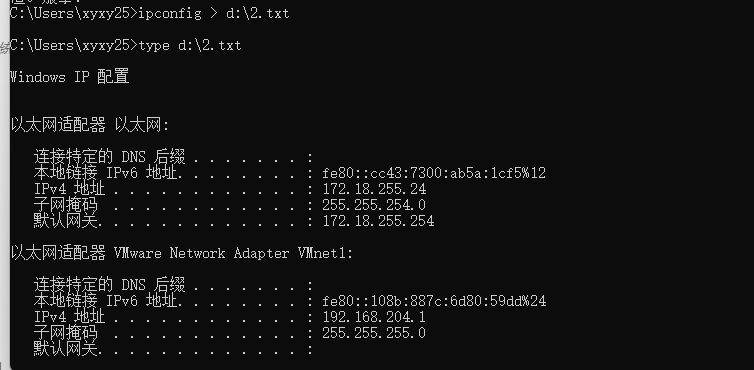 C:\Users\xyxy25>ipconfig > d:\2.txt
C:\Users\xyxy25>type d:\2.txt
Windows IP 配置
以太网适配器 以太网:
连接特定的 DNS 后缀 . . . . . . . :
本地链接 IPv6 地址. . . . . . . . : fe80::cc43:7300:ab5a:1cf5%12
IPv4 地址 . . . . . . . . . . . . : 172.18.255.24
子网掩码 . . . . . . . . . . . . : 255.255.254.0
默认网关. . . . . . . . . . . . . : 172.18.255.254
以太网适配器 VMware Network Adapter VMnet1:
连接特定的 DNS 后缀 . . . . . . . :
本地链接 IPv6 地址. . . . . . . . : fe80::108b:887c:6d80:59dd%24
IPv4 地址 . . . . . . . . . . . . : 192.168.204.1
子网掩码 . . . . . . . . . . . . : 255.255.255.0
默认网关. . . . . . . . . . . . . :